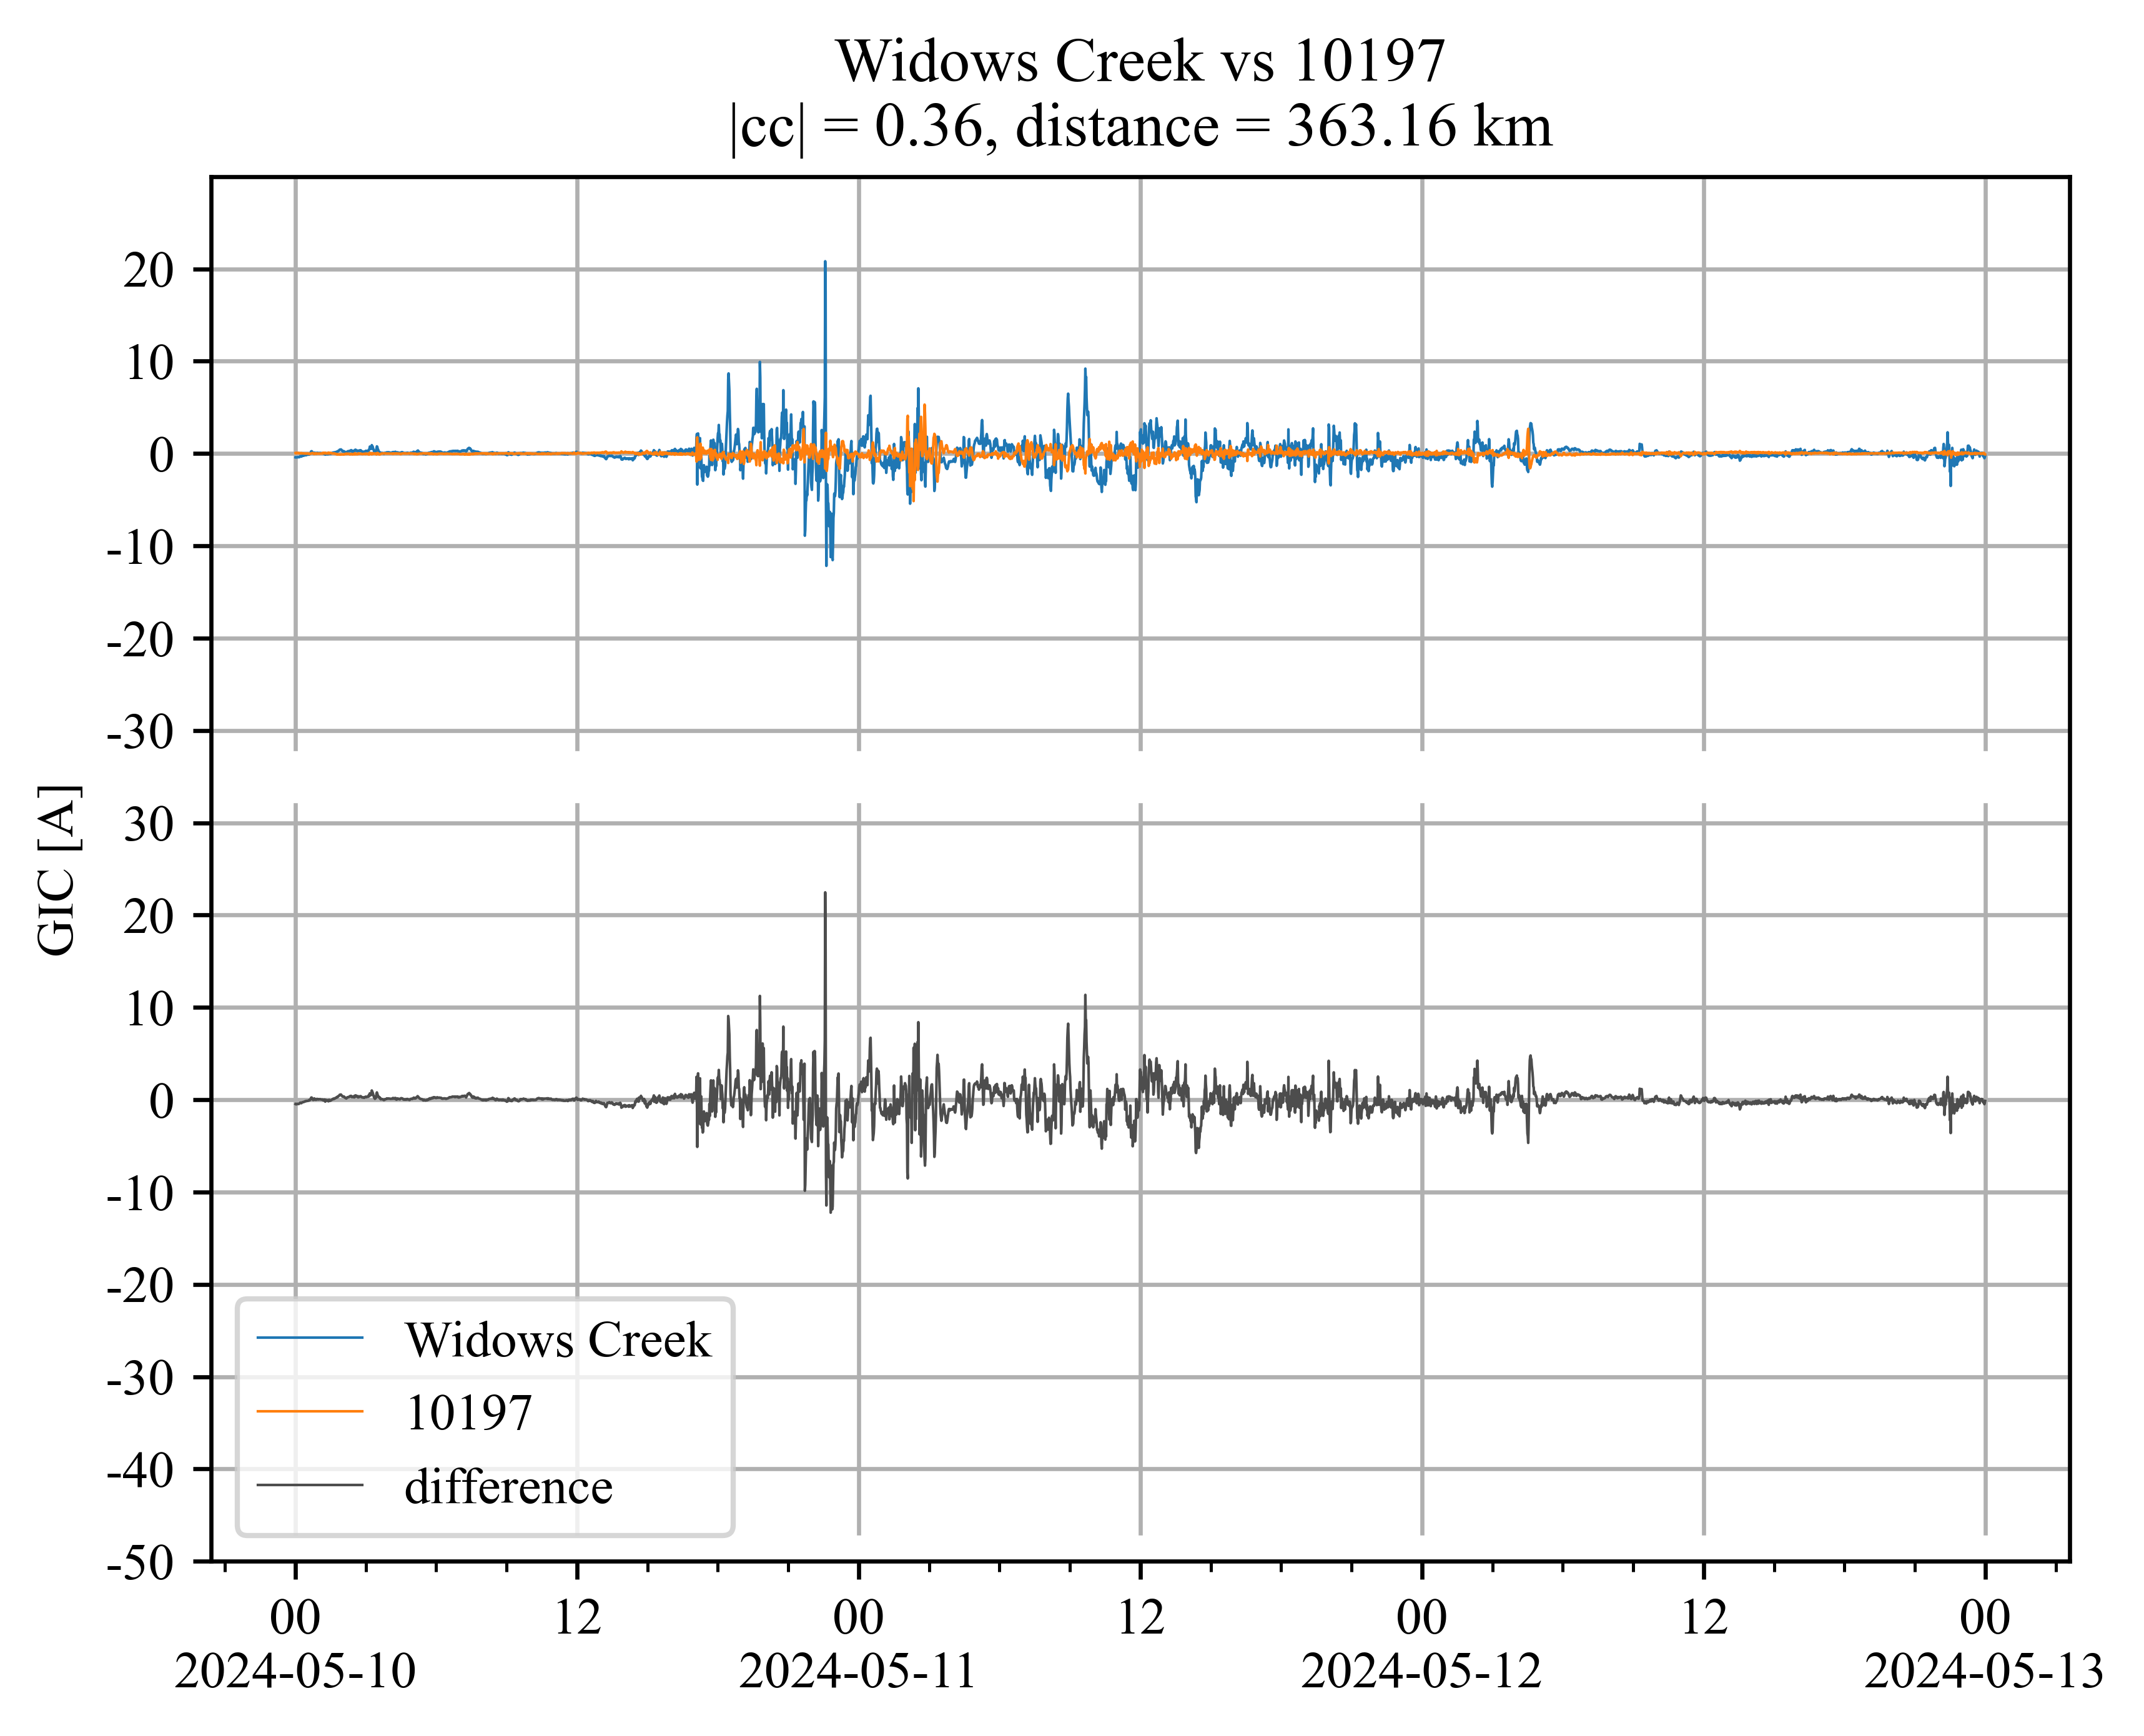 Widows Creek vs 10197
|cc| = 0.36, distance = 363.16 km
GIC [A]
20
10
0
-10
-20
-30
30
20
10
0
-10
-20
-30
-40
-50
Widows Creek
10197
difference
00 12 00 12 00 12 00
2024-05-10 2024-05-11 2024-05-12 2024-05-13